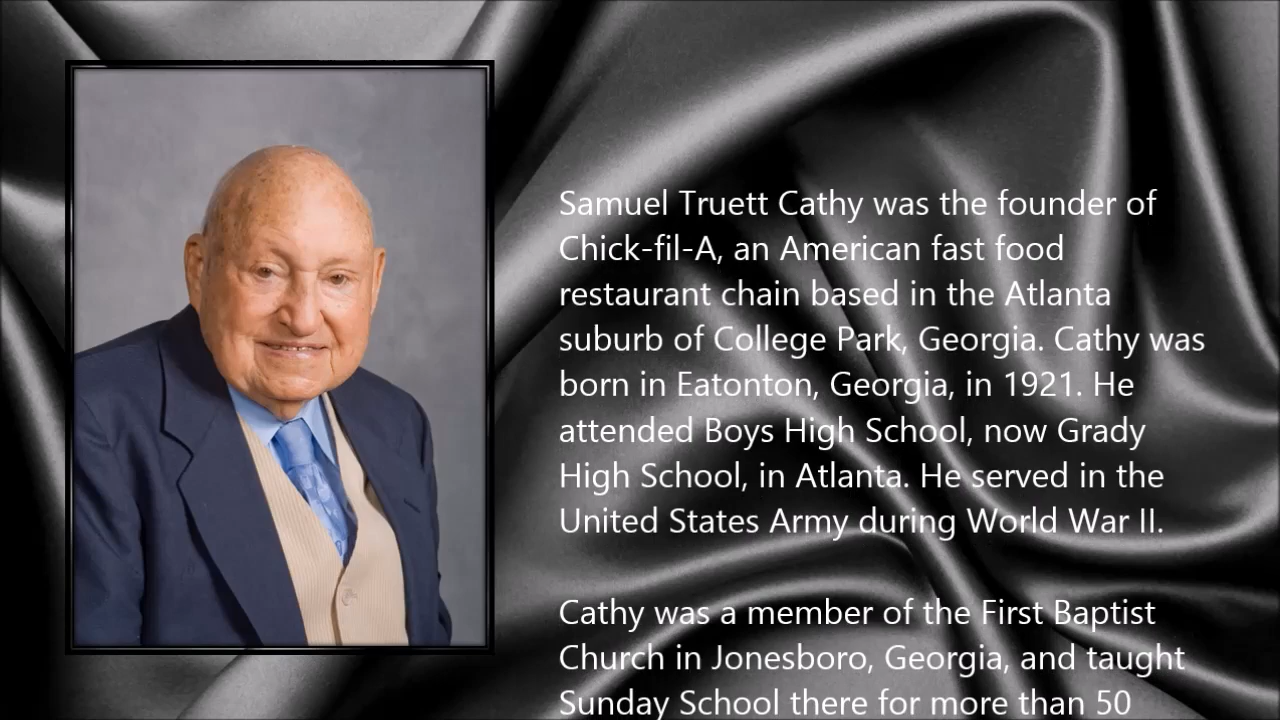 Samuel Truett Cathy was the founder of
Chick-fil-A, an American fast food
restaurant chain based in the Atlanta
suburb of College Park, Georgia. Cathy was
born in Eatonton, Georgia, in 1921. He
attended Boys High School, now Grady
High School, in Atlanta. He served in the
United States Army during World War II.
Cathy was a member of the First Baptist
Church in Jonesboro, Georgia, and taught
Sunday School there for more than 50